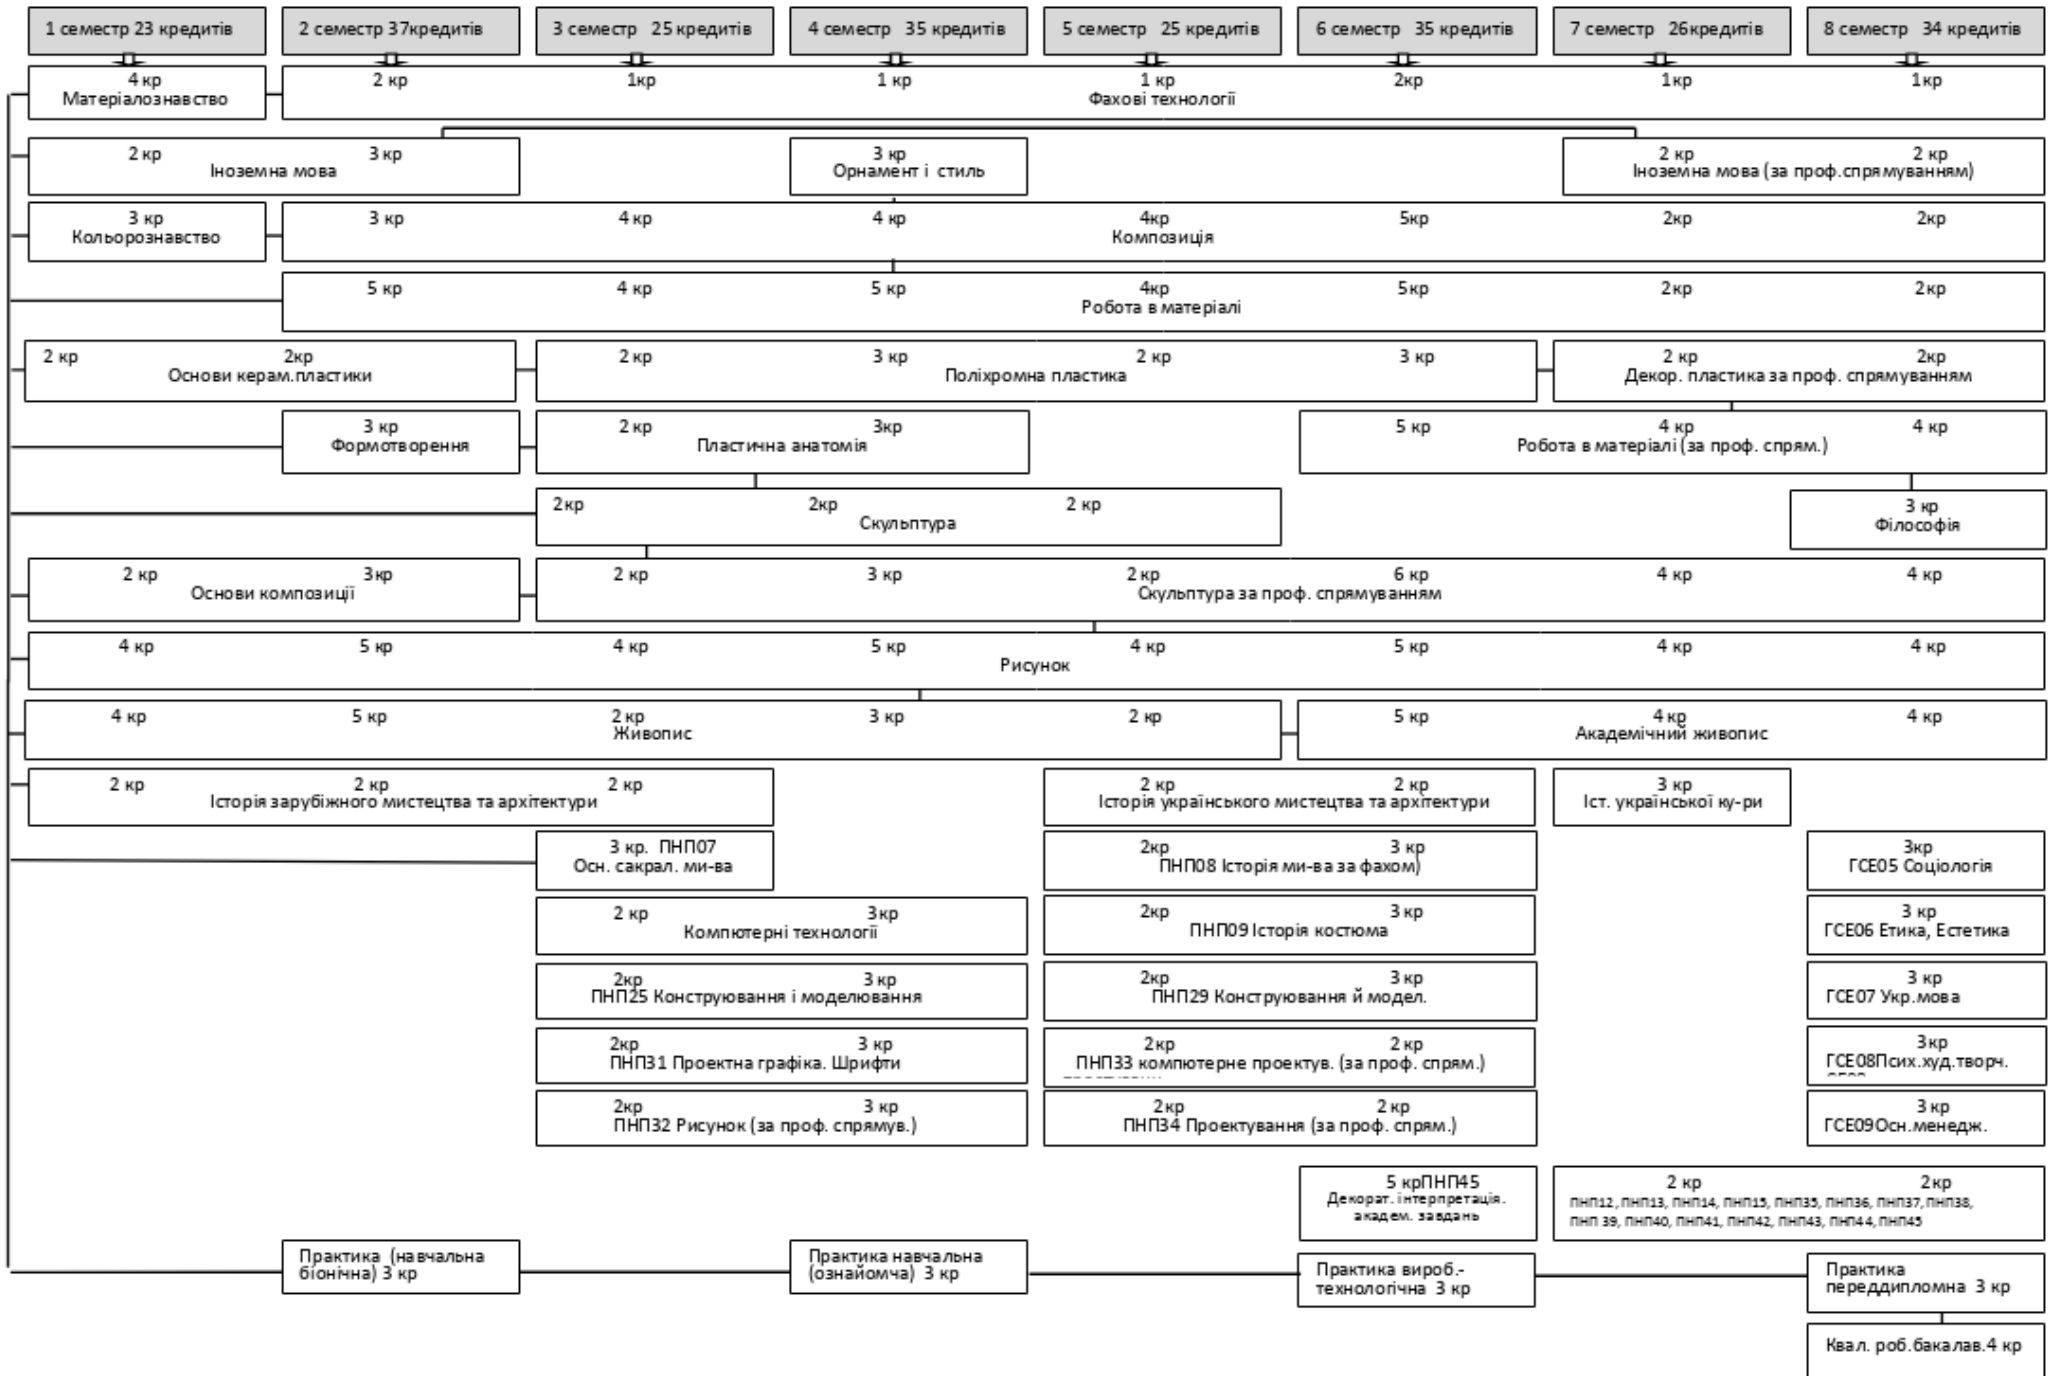 1 семестр 23 кредитів
2 семестр 37кредитів
3 семестр 25 кредитів
4 семестр 35 кредитів
5 семестр 25 кредитів
6 семестр 35 кредитів
7 семестр 26кредитів
8 семестр 34 кредитів
4 кр
Матеріалознавство
2 кр 1кр 1 кр 1 кр 2кр 1кр 1кр
Фахові технології
2 кр 3 кр
Іноземна мова
3 кр
Орнамент і стиль
2 кр 2 кр
Іноземна мова (за проф.спрямуванням)
3 кр
Кольорознавство
3 кр 4 кр 4 кр 4кр 5кр 2кр 2кр
Композиція
5 кр 4 кр 5 кр 4кр 5кр 2кр 2кр
Робота в матеріалі
2 кр 2кр
Основи керам.пластики
2 кр 3 кр 2 кр 3 кр
Поліхромна пластика
2 кр 2кр
Декор. пластика за проф. спрямуванням
3 кр
Формотворення
2 кр 3кр
Пластична анатомія
5 кр 4 кр 4 кр
Робота в матеріалі (за проф. спрям.)
2кр 2кр 2 кр
Скульптура
3 кр
Філософія
2 кр 3кр
Основи композиції
2 кр 3 кр 2 кр 6 кр 4 кр 4 кр
Скульптура за проф. спрямуванням
4 кр 5 кр 4 кр 5 кр 4 кр 5 кр 4 кр 4 кр
Рисунок
4 кр 5 кр 2 кр 3 кр 2 кр
Живопис
5 кр 4 кр 4 кр
Академічний живопис
2 кр 2 кр 2 кр
Історія зарубіжного мистецтва та архітектури
2 кр 2 кр
Історія українського мистецтва та архітектури
3 кр
Іст. української ку-ри
3 кр. ПНП07
Осн. сакрал. ми-ва
2кр 3 кр
ПНП08 Історія ми-ва за фахом)
3кр
ГСЕ05 Соціологія
2 кр 3кр
Компютерні технології
2кр 3 кр
ПНП09 Історія костюма
3 кр
ГСЕ06 Етика, Естетика
2кр 3 кр
ПНП25 Конструювання і моделювання
2кр 3 кр
ПНП29 Конструювання й модел.
3 кр
ГСЕ07 Укр.мова
2кр 3 кр
ПНП31 Проектна графіка. Шрифти
2кр 2 кр
ПНП33 компютерне проектув. (за проф. спрям.)
3кр
ГСЕ08Псих.худ.творч.
2кр 3 кр
ПНП32 Рисунок (за проф. спрямув.)
2кр 2 кр
ПНП34 Проектування (за проф. спрям.)
3 кр
ГСЕ09Осн.менедж.
5 крПНП45
Декорат. інтерпретація.
академ. завдань
2 кр 2кр
ПНП12, ПНП13, ПНП14, ПНП15, ПНП35, ПНП36, ПНП37, ПНП38,
ПНП 39, ПНП40, ПНП41, ПНП42, ПНП43, ПНП44, ПНП45
Практика (навчальна
біонічна) 3 кр
Практика навчальна
(ознайомча) 3 кр
Практика вироб.-
технологічна 3 кр
Практика
переддипломна 3 кр
Квал. роб.бакалав.4 кр